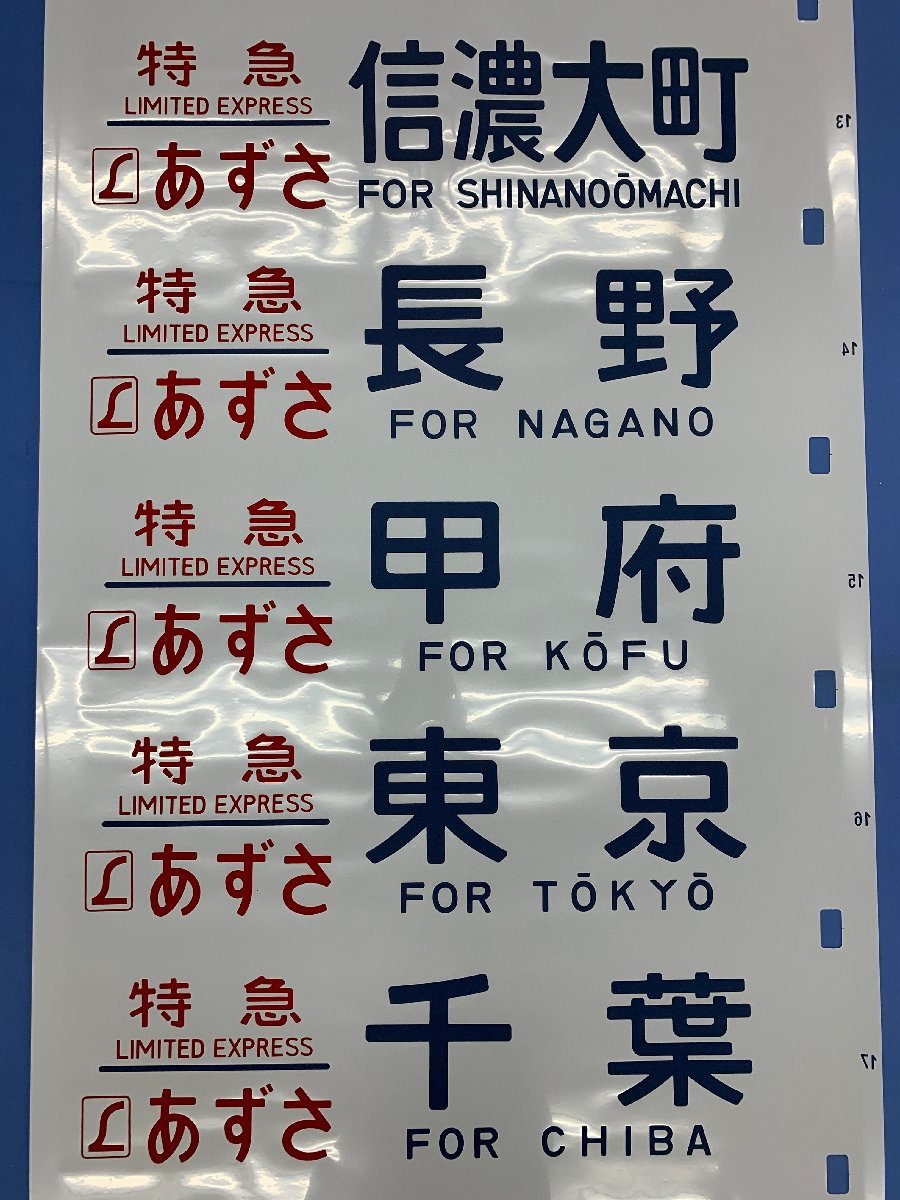 特急
LIMITED EXPRESS
あずさ
信濃大町
FOR SHINANOŌMACHI
13
特急
LIMITED EXPRESS
あずさ
長野
FOR NAGANO
14
特急
LIMITED EXPRESS
あずさ
甲府
FOR KŌFU
15
特急
LIMITED EXPRESS
あずさ
東京
FOR TŌKYŌ
16
特急
LIMITED EXPRESS
あずさ
千葉
FOR CHIBA
17